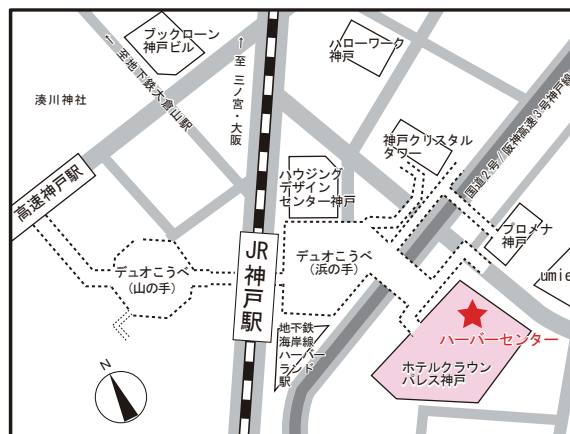 ブックローン
神戸ビル
← 至地下鉄大倉山駅
← 至 三ノ宮・大阪
ハローワーク
神戸
湊川神社
国道2号/阪神高速3号神戸線
神戸クリスタル
タワー
高速神戸駅
ハウジング
デザイン
センター神戸
プロメナ
神戸
デュオこうべ
(山の手)
JR
神戸駅
デュオこうべ
(浜の手)
umie
地下鉄
海岸線
ハーバー
ランド
駅
ハーバーセンター
ホテルクラウン
パレス神戸
N